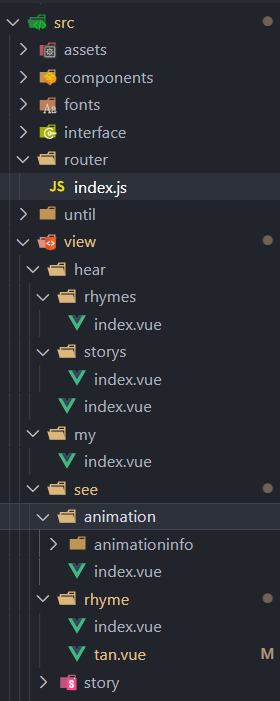 src
assets
components
Aa fonts
interface
router
JS index.js
until
view
hear
rhymes
index.vue
storys
index.vue
index.vue
my
index.vue
see
animation
animationinfo
index.vue
rhyme
index.vue
tan.vue M
story